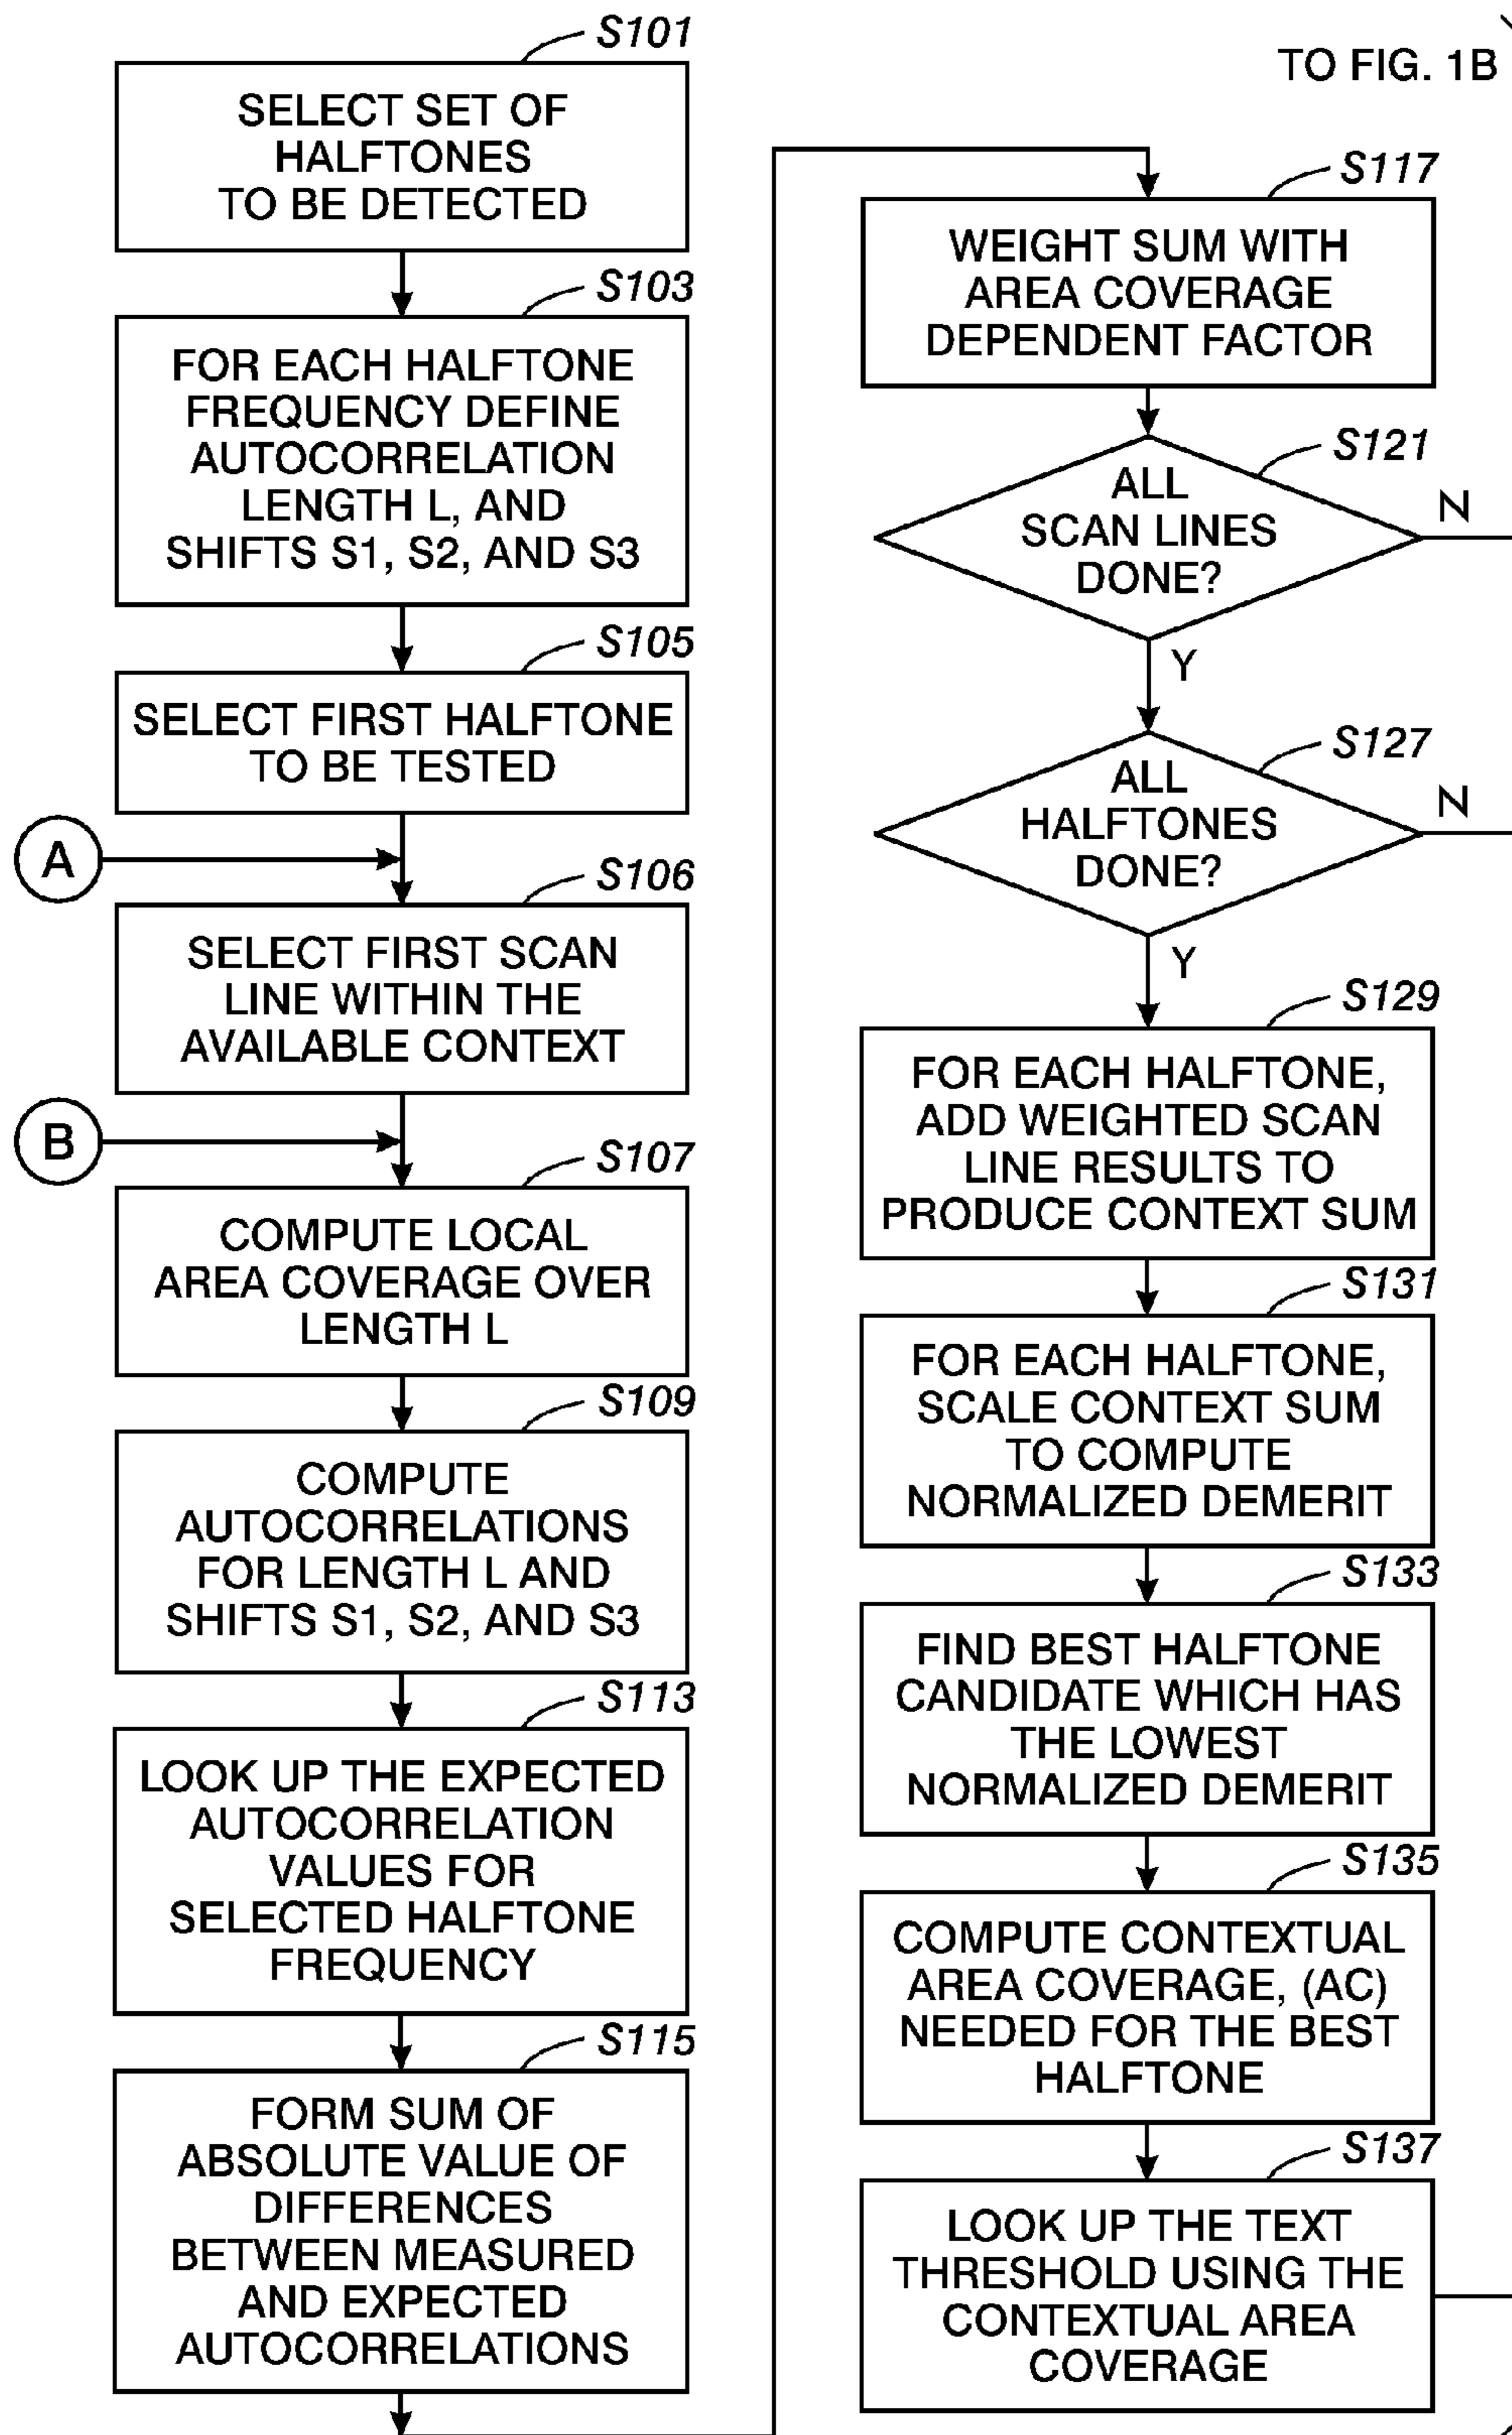 S101
SELECT SET OF
HALFTONES
TO BE DETECTED
S103
FOR EACH HALFTONE
FREQUENCY DEFINE
AUTOCORRELATION
LENGTH L, AND
SHIFTS S1, S2, AND S3
S105
SELECT FIRST HALFTONE
TO BE TESTED
A
S106
SELECT FIRST SCAN
LINE WITHIN THE
AVAILABLE CONTEXT
B
S107
COMPUTE LOCAL
AREA COVERAGE OVER
LENGTH L
S109
COMPUTE
AUTOCORRELATIONS
FOR LENGTH L AND
SHIFTS S1, S2, AND S3
S113
LOOK UP THE EXPECTED
AUTOCORRELATION
VALUES FOR
SELECTED HALFTONE
FREQUENCY
S115
FORM SUM OF
ABSOLUTE VALUE OF
DIFFERENCES
BETWEEN MEASURED
AND EXPECTED
AUTOCORRELATIONS
TO FIG. 1B
S117
WEIGHT SUM WITH
AREA COVERAGE
DEPENDENT FACTOR
S121
ALL
SCAN LINES
DONE?
N
Y
S127
ALL
HALFTONES
DONE?
N
Y
S129
FOR EACH HALFTONE,
ADD WEIGHTED SCAN
LINE RESULTS TO
PRODUCE CONTEXT SUM
S131
FOR EACH HALFTONE,
SCALE CONTEXT SUM
TO COMPUTE
NORMALIZED DEMERIT
S133
FIND BEST HALFTONE
CANDIDATE WHICH HAS
THE LOWEST
NORMALIZED DEMERIT
S135
COMPUTE CONTEXTUAL
AREA COVERAGE, (AC)
NEEDED FOR THE BEST
HALFTONE
S137
LOOK UP THE TEXT
THRESHOLD USING THE
CONTEXTUAL AREA
COVERAGE